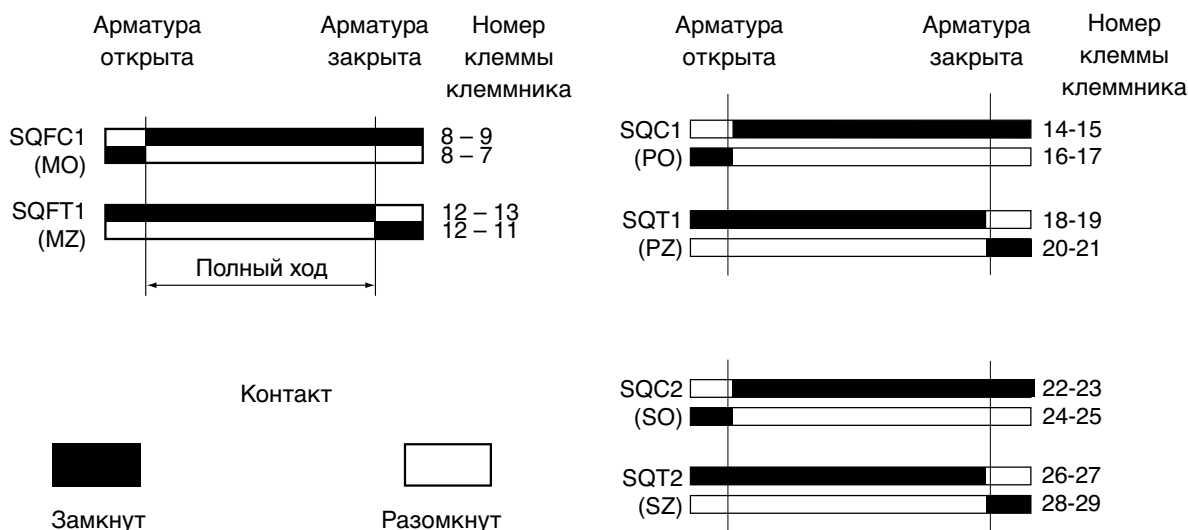 Арматура открыта
Арматура закрыта
Номер клеммы клеммника
SQFC1 (MO)
8 – 9
8 – 7
SQFT1 (MZ)
12 – 13
12 – 11
Полный ход
Контакт
Замкнут
Разомкнут
Арматура открыта
Арматура закрыта
Номер клеммы клеммника
SQC1 (PO)
14-15
16-17
SQT1 (PZ)
18-19
20-21
SQC2 (SO)
22-23
24-25
SQT2 (SZ)
26-27
28-29